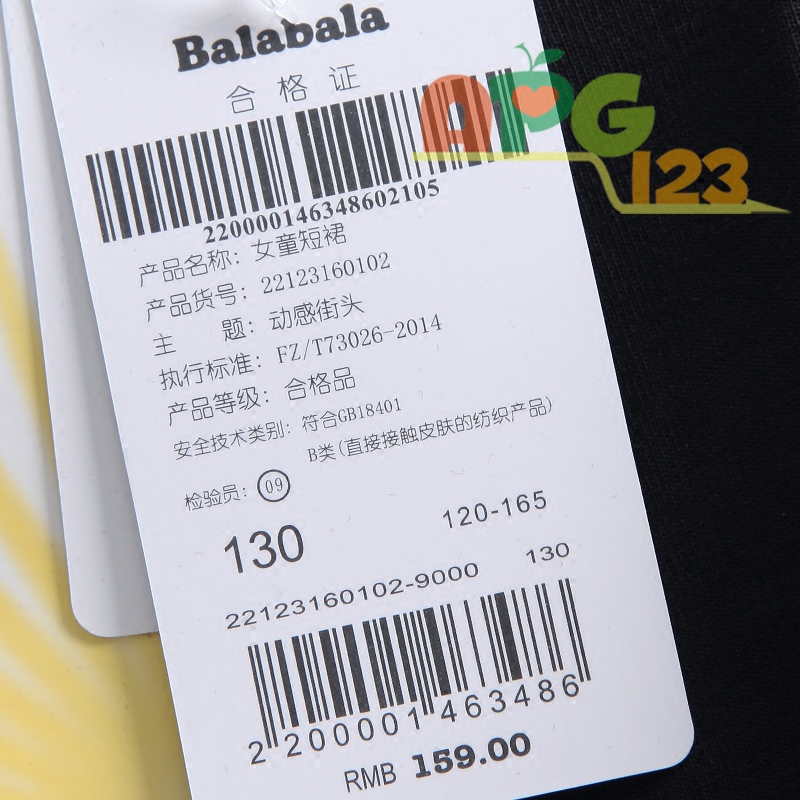 Balabala
合格证
APG
123
220000146348602105
产品名称：女童短裙
产品货号：22123160102
主 题：动感街头
执行标准：FZ/T73026-2014
产品等级：合格品
安全技术类别：符合GB18401
B类(直接接触皮肤的纺织产品)
检验员：09
130 120-165
22123160102-9000 130
2200001463486
RMB 159.00